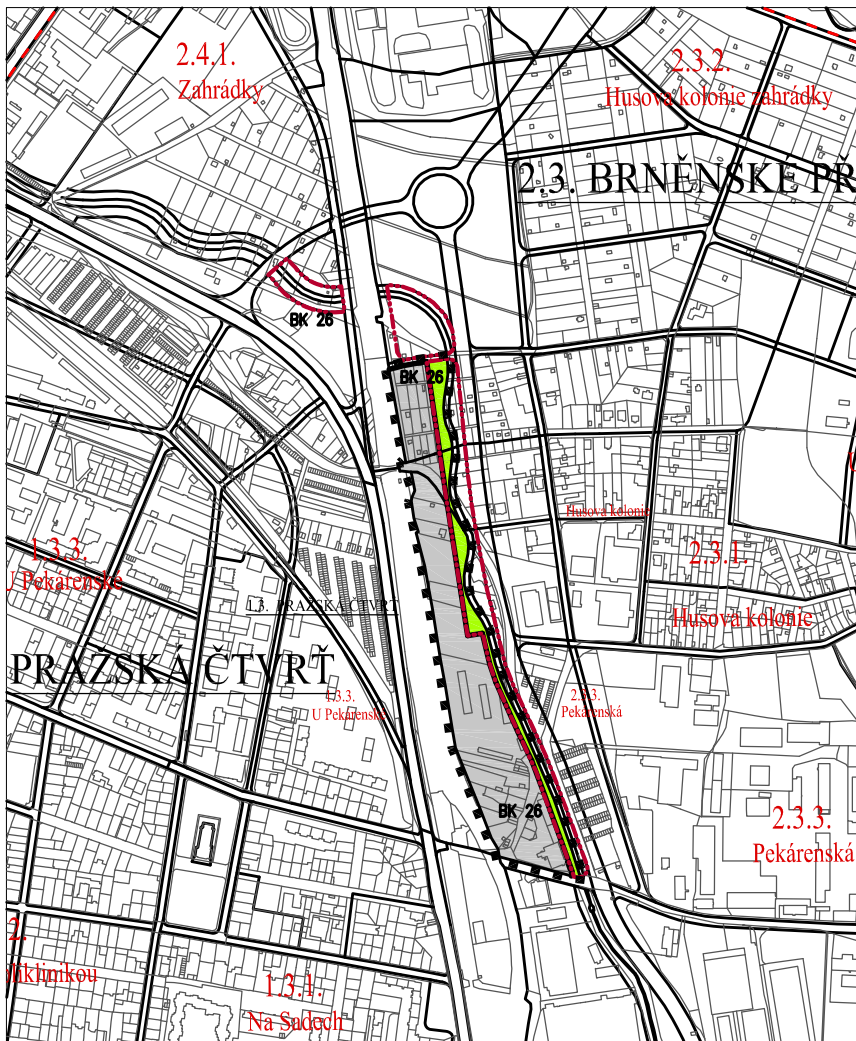 2.4.1.
Zahrádky
2.3.2.
Husova kolonie zahrádky
2.3. BRNĚNSKÉ PŘ
BK 26
BK 26
Husova kolonie
2.3.1.
Husova kolonie
1.3.3.
U Pekárenské
1.3. PRAŽSKÁ ČTVRŤ
PRAŽSKÁ ČTVRŤ
1.3.3.
U Pekárenské
2.3.3.
Pekárenská
BK 26
2.3.3.
Pekárenská
2.
oliklinikou
1.3.1.
Na Sadech